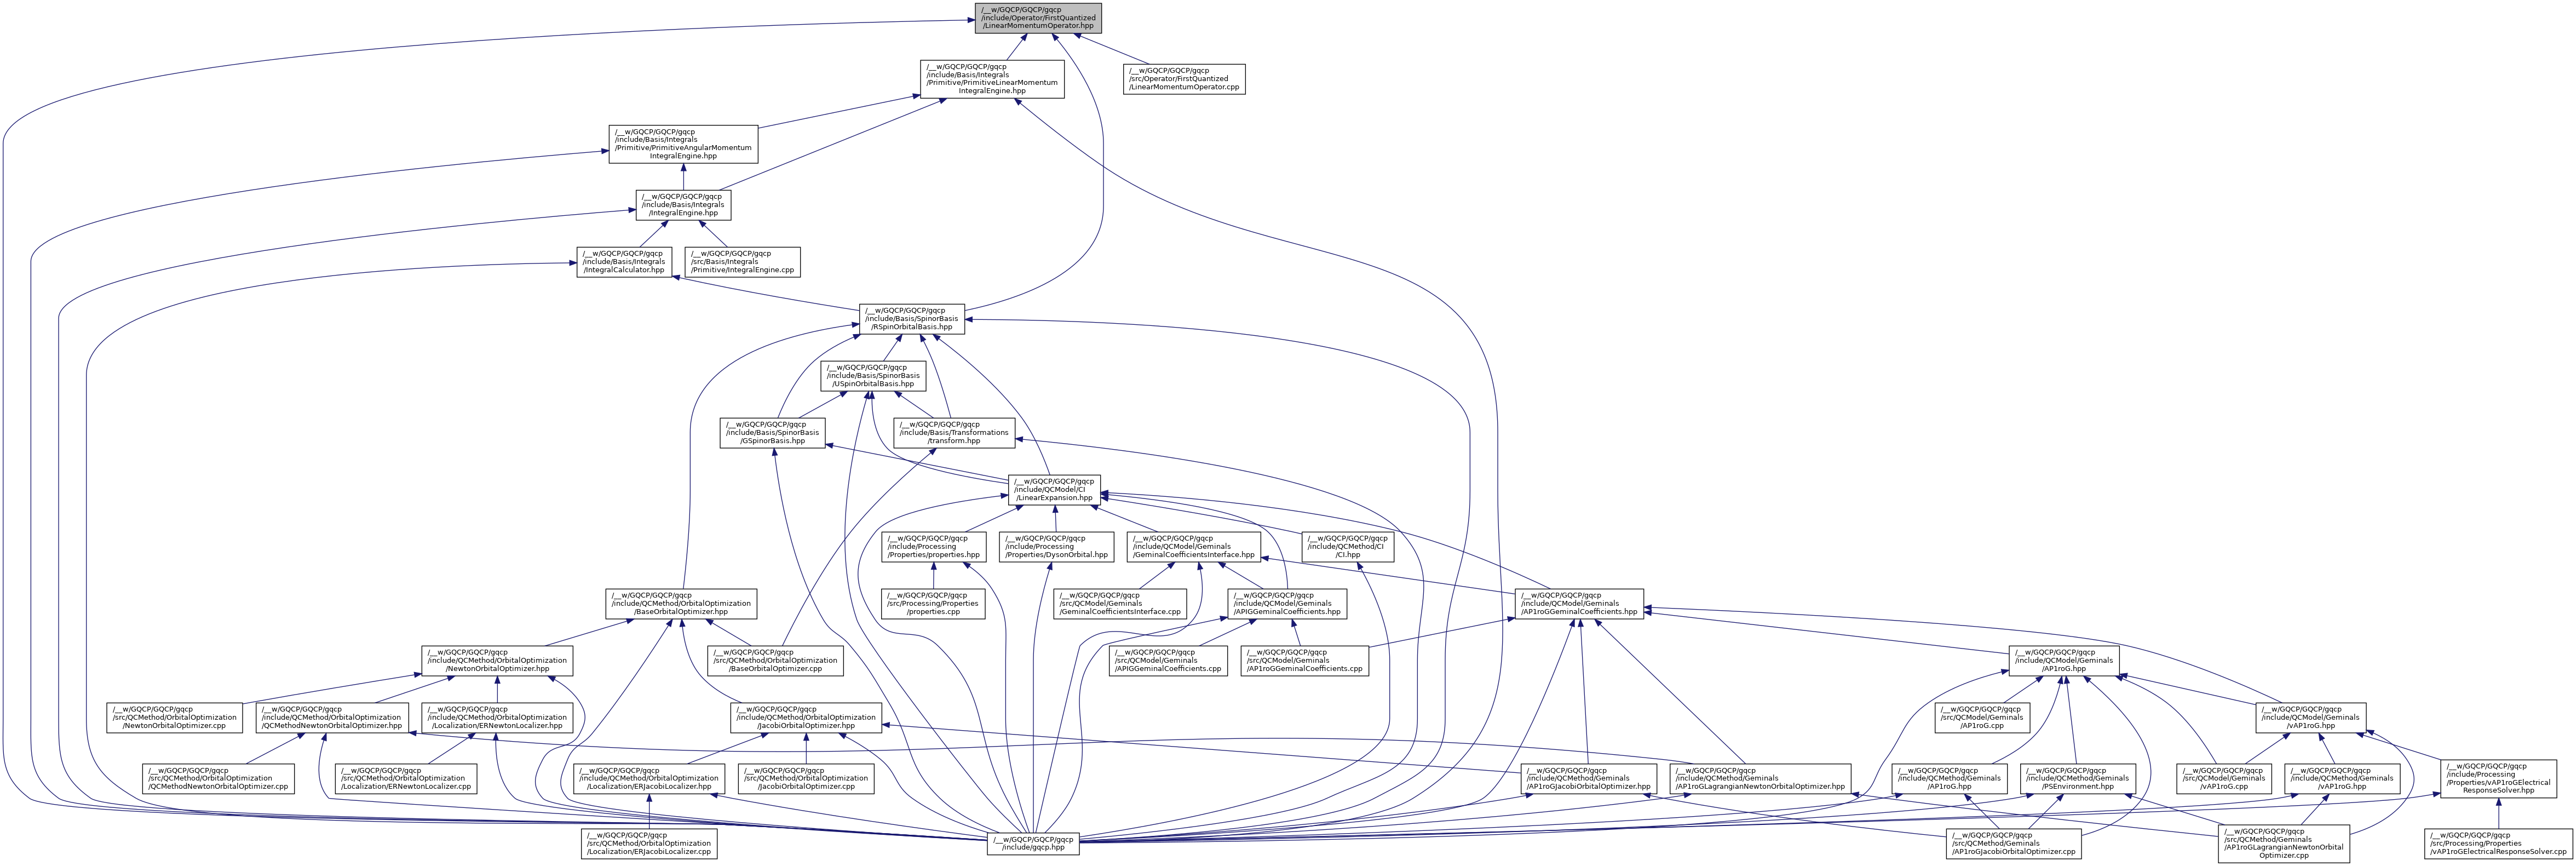 /__w/GQCP/GQCP/gqcp
/include/Operator/FirstQuantized
/LinearMomentumOperator.hpp
/__w/GQCP/GQCP/gqcp
/include/Basis/Integrals
/Primitive/PrimitiveLinearMomentum
IntegralEngine.hpp
/__w/GQCP/GQCP/gqcp
/src/Operator/FirstQuantized
/LinearMomentumOperator.cpp
/__w/GQCP/GQCP/gqcp
/include/Basis/Integrals
/Primitive/PrimitiveAngularMomentum
IntegralEngine.hpp
/__w/GQCP/GQCP/gqcp
/include/Basis/Integrals
/IntegralEngine.hpp
/__w/GQCP/GQCP/gqcp
/include/Basis/Integrals
/IntegralCalculator.hpp
/__w/GQCP/GQCP/gqcp
/src/Basis/Integrals
/Primitive/IntegralEngine.cpp
/__w/GQCP/GQCP/gqcp
/include/Basis/SpinorBasis
/RSpinOrbitalBasis.hpp
/__w/GQCP/GQCP/gqcp
/include/Basis/SpinorBasis
/USpinOrbitalBasis.hpp
/__w/GQCP/GQCP/gqcp
/include/Basis/SpinorBasis
/GSpinorBasis.hpp
/__w/GQCP/GQCP/gqcp
/include/Basis/Transformations
/transform.hpp
/__w/GQCP/GQCP/gqcp
/include/QCModel/CI
/LinearExpansion.hpp
/__w/GQCP/GQCP/gqcp
/include/Processing
/Properties/properties.hpp
/__w/GQCP/GQCP/gqcp
/include/Processing
/Properties/DysonOrbital.hpp
/__w/GQCP/GQCP/gqcp
/include/QCModel/Geminals
/GeminalCoefficientsInterface.hpp
/__w/GQCP/GQCP/gqcp
/include/QCMethod/CI
/CI.hpp
/__w/GQCP/GQCP/gqcp
/include/QCMethod/OrbitalOptimization
/BaseOrbitalOptimizer.hpp
/__w/GQCP/GQCP/gqcp
/src/Processing/Properties
/properties.cpp
/__w/GQCP/GQCP/gqcp
/src/QCModel/Geminals
/GeminalCoefficientsInterface.cpp
/__w/GQCP/GQCP/gqcp
/include/QCModel/Geminals
/APIGGeminalCoefficients.hpp
/__w/GQCP/GQCP/gqcp
/include/QCModel/Geminals
/AP1roGGeminalCoefficients.hpp
/__w/GQCP/GQCP/gqcp
/include/QCMethod/OrbitalOptimization
/NewtonOrbitalOptimizer.hpp
/__w/GQCP/GQCP/gqcp
/src/QCMethod/OrbitalOptimization
/BaseOrbitalOptimizer.cpp
/__w/GQCP/GQCP/gqcp
/src/QCModel/Geminals
/APIGGeminalCoefficients.cpp
/__w/GQCP/GQCP/gqcp
/src/QCModel/Geminals
/AP1roGGeminalCoefficients.cpp
/__w/GQCP/GQCP/gqcp
/include/QCModel/Geminals
/AP1roG.hpp
/__w/GQCP/GQCP/gqcp
/src/QCMethod/OrbitalOptimization
/NewtonOrbitalOptimizer.cpp
/__w/GQCP/GQCP/gqcp
/include/QCMethod/OrbitalOptimization
/QCMethodNewtonOrbitalOptimizer.hpp
/__w/GQCP/GQCP/gqcp
/include/QCMethod/OrbitalOptimization
/Localization/ERNewtonLocalizer.hpp
/__w/GQCP/GQCP/gqcp
/include/QCMethod/OrbitalOptimization
/JacobiOrbitalOptimizer.hpp
/__w/GQCP/GQCP/gqcp
/src/QCModel/Geminals
/AP1roG.cpp
/__w/GQCP/GQCP/gqcp
/include/QCModel/Geminals
/vAP1roG.hpp
/__w/GQCP/GQCP/gqcp
/src/QCMethod/OrbitalOptimization
/QCMethodNewtonOrbitalOptimizer.cpp
/__w/GQCP/GQCP/gqcp
/src/QCMethod/OrbitalOptimization
/Localization/ERNewtonLocalizer.cpp
/__w/GQCP/GQCP/gqcp
/include/QCMethod/OrbitalOptimization
/Localization/ERJacobiLocalizer.hpp
/__w/GQCP/GQCP/gqcp
/src/QCMethod/OrbitalOptimization
/JacobiOrbitalOptimizer.cpp
/__w/GQCP/GQCP/gqcp
/include/QCMethod/Geminals
/AP1roGJacobiOrbitalOptimizer.hpp
/__w/GQCP/GQCP/gqcp
/include/QCMethod/Geminals
/AP1roGLagrangianNewtonOrbitalOptimizer.hpp
/__w/GQCP/GQCP/gqcp
/include/QCMethod/Geminals
/AP1roG.hpp
/__w/GQCP/GQCP/gqcp
/include/QCMethod/Geminals
/PSEnvironment.hpp
/__w/GQCP/GQCP/gqcp
/src/QCModel/Geminals
/vAP1roG.cpp
/__w/GQCP/GQCP/gqcp
/include/QCMethod/Geminals
/vAP1roG.hpp
/__w/GQCP/GQCP/gqcp
/include/Processing
/Properties/vAP1roGElectrical
ResponseSolver.hpp
/__w/GQCP/GQCP/gqcp
/src/QCMethod/OrbitalOptimization
/Localization/ERJacobiLocalizer.cpp
/__w/GQCP/GQCP/gqcp
/include/gqcp.hpp
/__w/GQCP/GQCP/gqcp
/src/QCMethod/Geminals
/AP1roGJacobiOrbitalOptimizer.cpp
/__w/GQCP/GQCP/gqcp
/src/QCMethod/Geminals
/AP1roGLagrangianNewtonOrbital
Optimizer.cpp
/__w/GQCP/GQCP/gqcp
/src/Processing/Properties
/vAP1roGElectricalResponseSolver.cpp